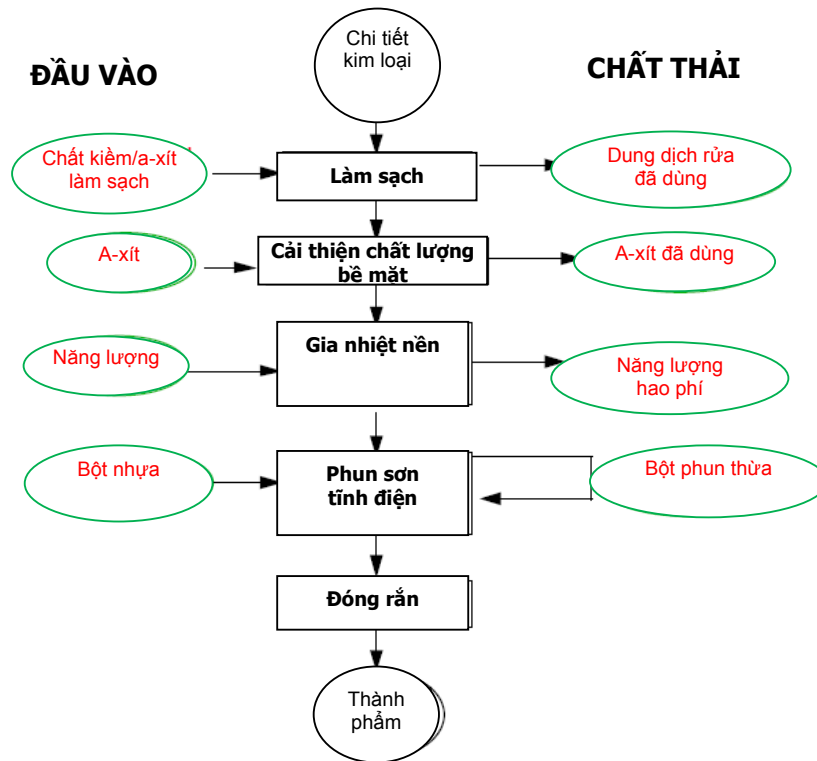 Chi tiết
kim loại
ĐẦU VÀO
CHẤT THẢI
Chất kiềm/a-xít
làm sạch
Làm sạch
Dung dịch rửa
đã dùng
A-xít
Cải thiện chất lượng
bề mặt
A-xít đã dùng
Năng lượng
Gia nhiệt nền
Năng lượng
hao phí
Bột nhựa
Phun sơn
tĩnh điện
Bột phun thừa
Đóng rắn
Thành
phẩm